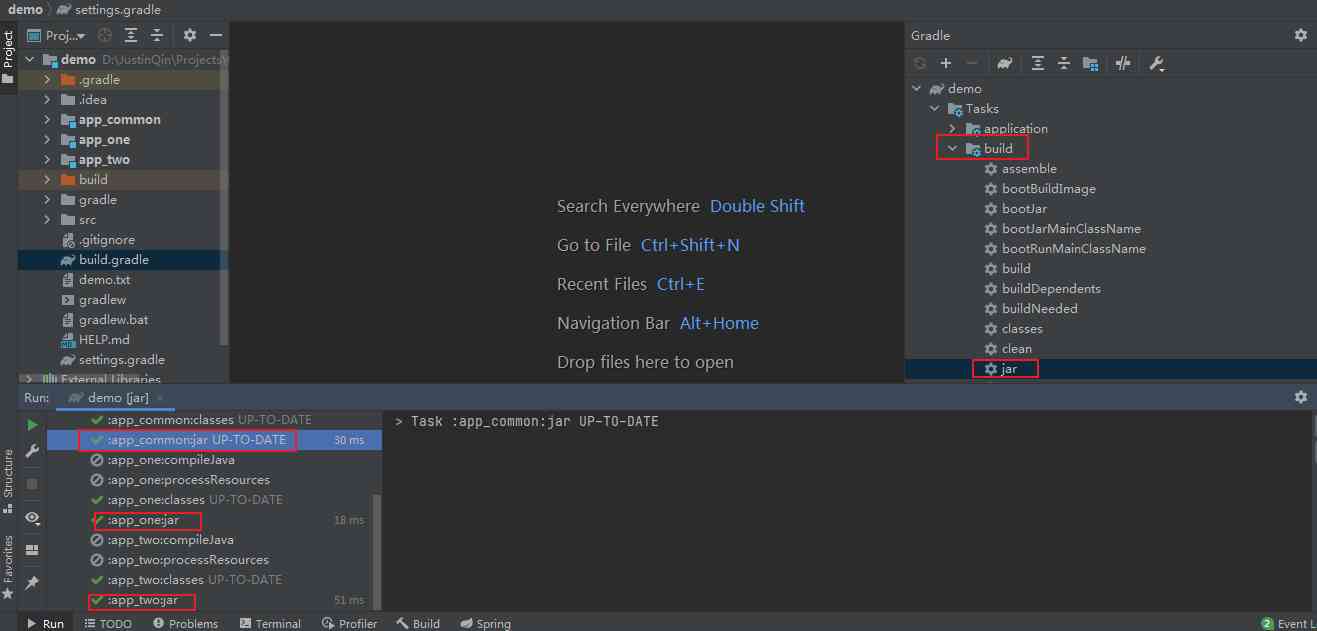 demo 〉 settings.gradle
Project
Proj...
demo D:\JustinQin\ProjectsY
.gradle
.idea
app_common
app_one
app_two
build
gradle
src
.gitignore
build.gradle
demo.txt
gradlew
gradlew.bat
HELP.md
settings.gradle
External Libraries
Search Everywhere Double Shift
Go to File Ctrl+Shift+N
Recent Files Ctrl+E
Navigation Bar Alt+Home
Drop files here to open
Gradle
demo
Tasks
application
build
assemble
bootBuildImage
bootJar
bootJarMainClassName
bootRunMainClassName
build
buildDependents
buildNeeded
classes
clean
jar
Run: demo [jar] ×
:app_common:classes UP-TO-DATE
:app_common:jar UP-TO-DATE 30 ms
:app_one:compileJava
:app_one:processResources
:app_one:classes UP-TO-DATE
:app_one:jar 18 ms
:app_two:compileJava
:app_two:processResources
:app_two:classes UP-TO-DATE
:app_two:jar 51 ms
> Task :app_common:jar UP-TO-DATE
Structure
Favorites
Run TODO Problems Terminal Profiler Build Spring 2 Event L